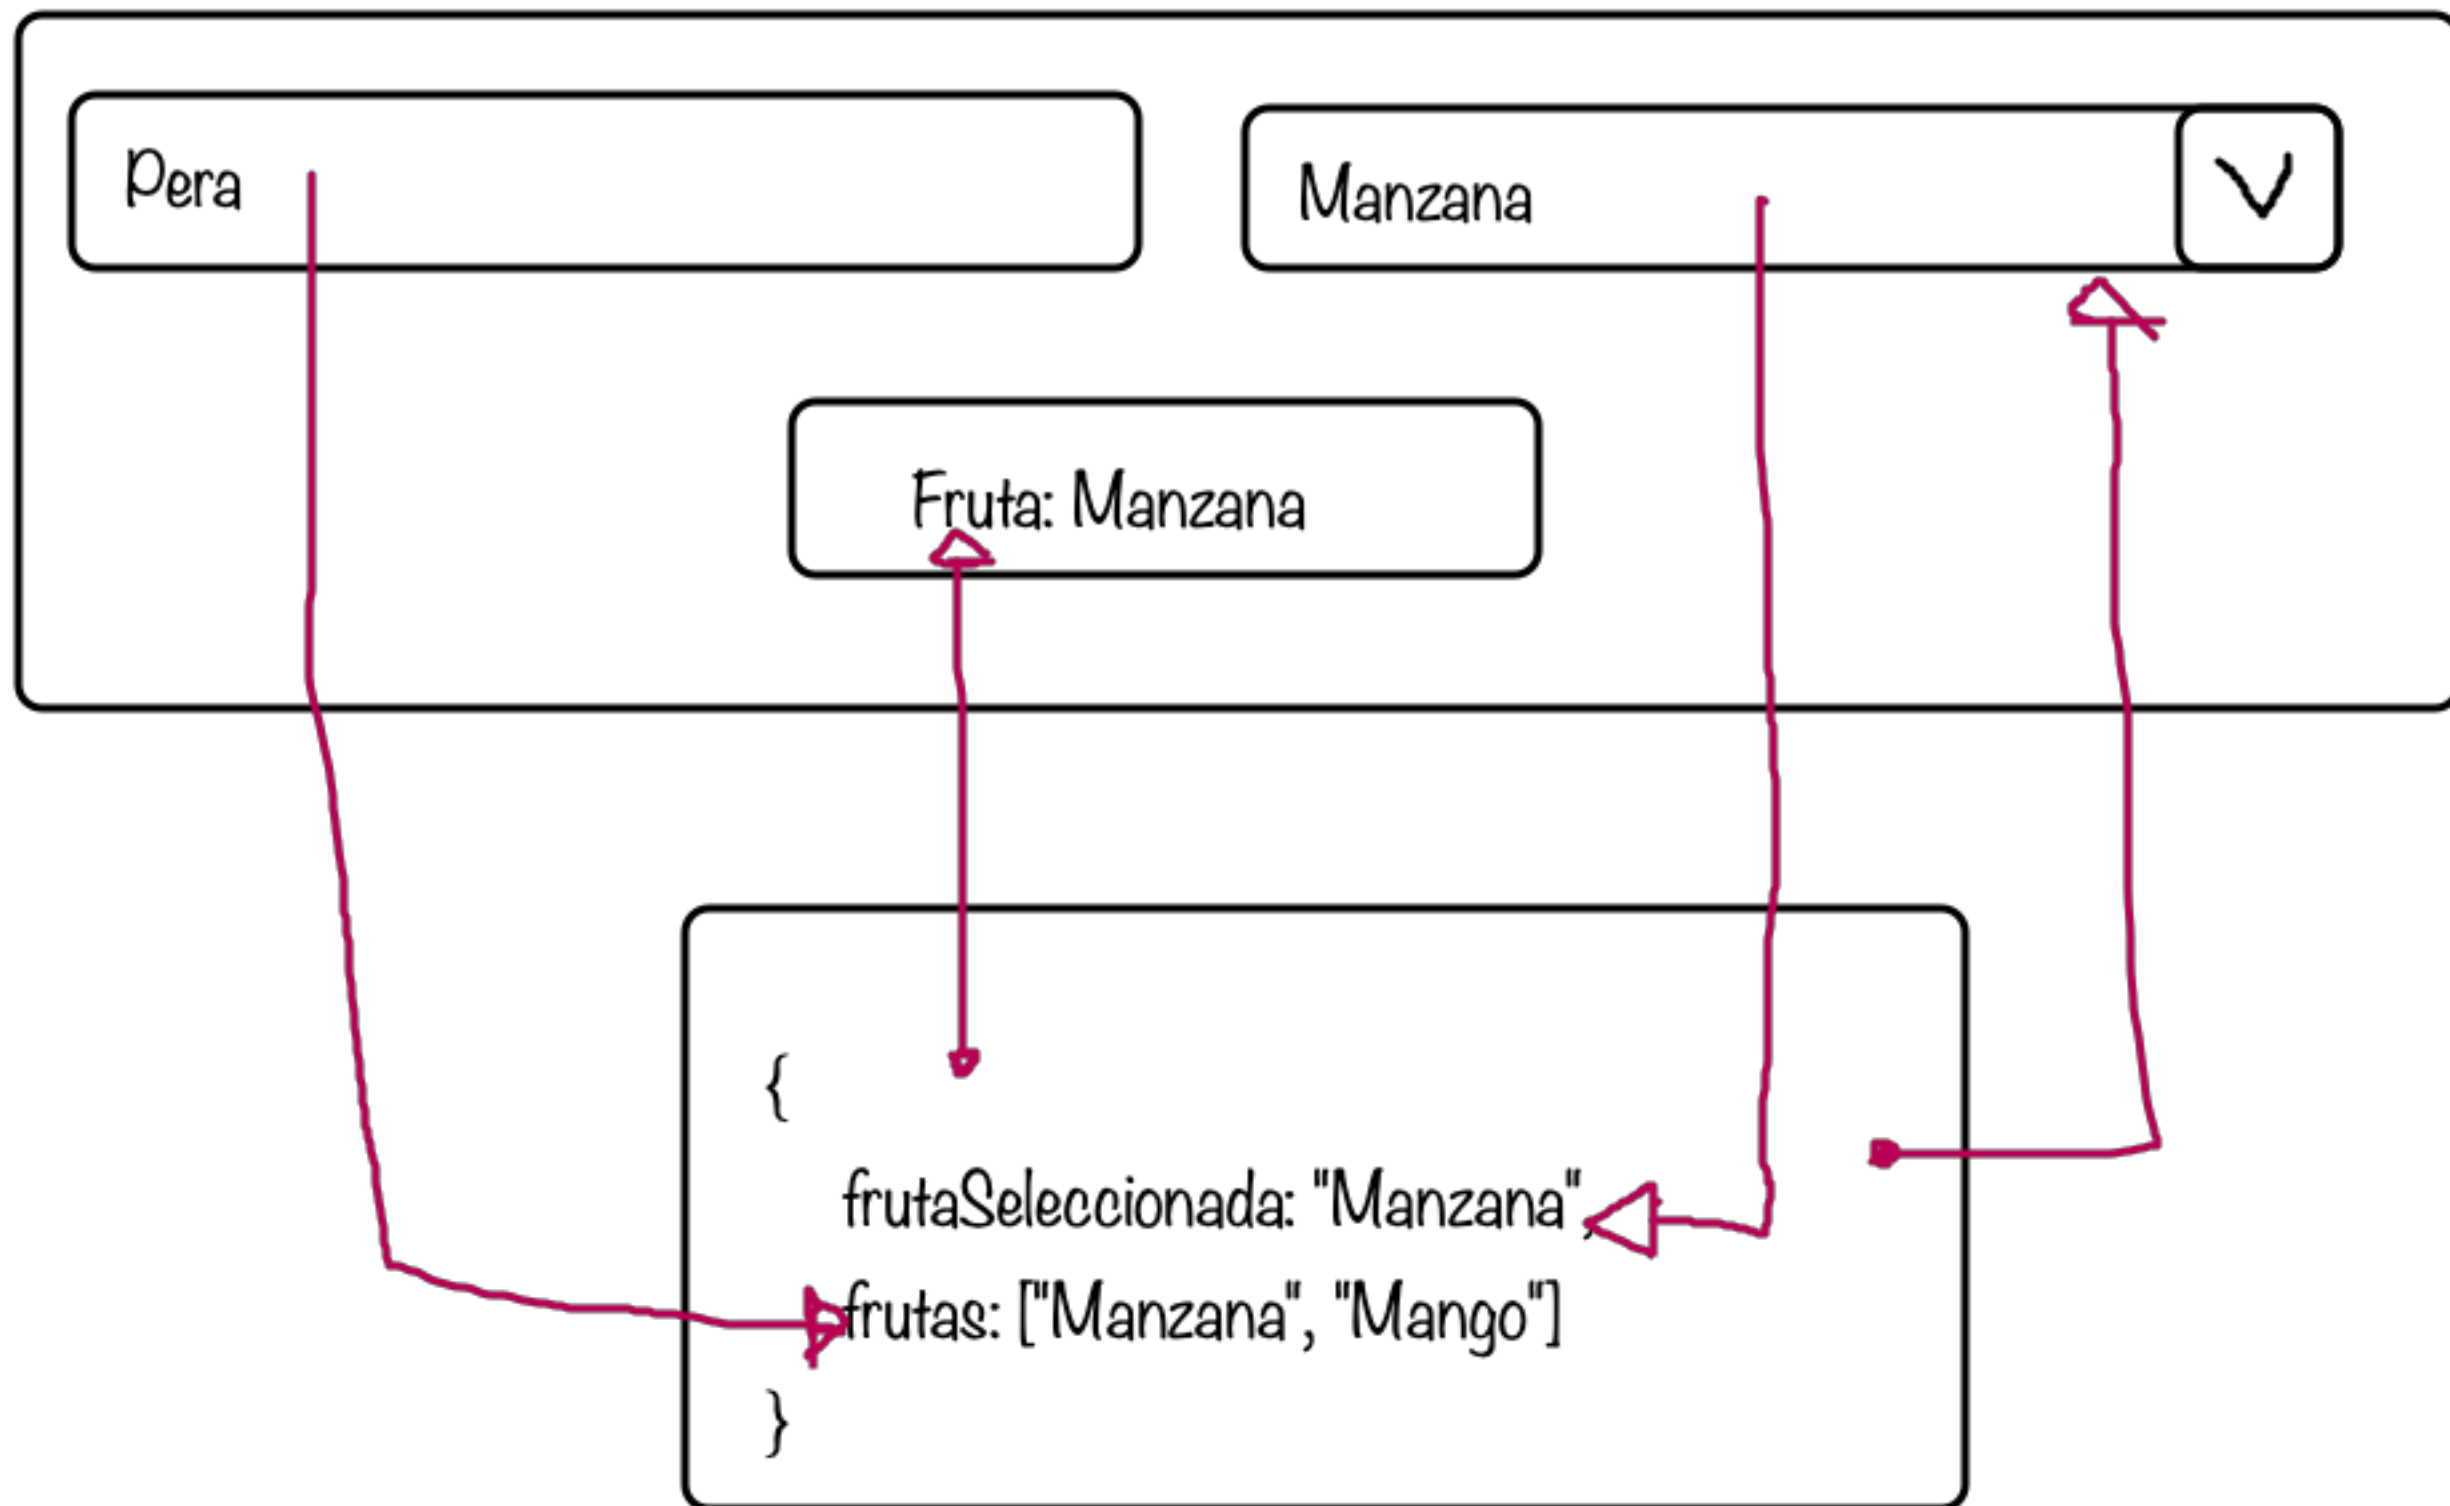 Pera
Manzana
Fruta: Manzana
{
frutaSeleccionada: "Manzana",
frutas: ["Manzana", "Mango"]
}